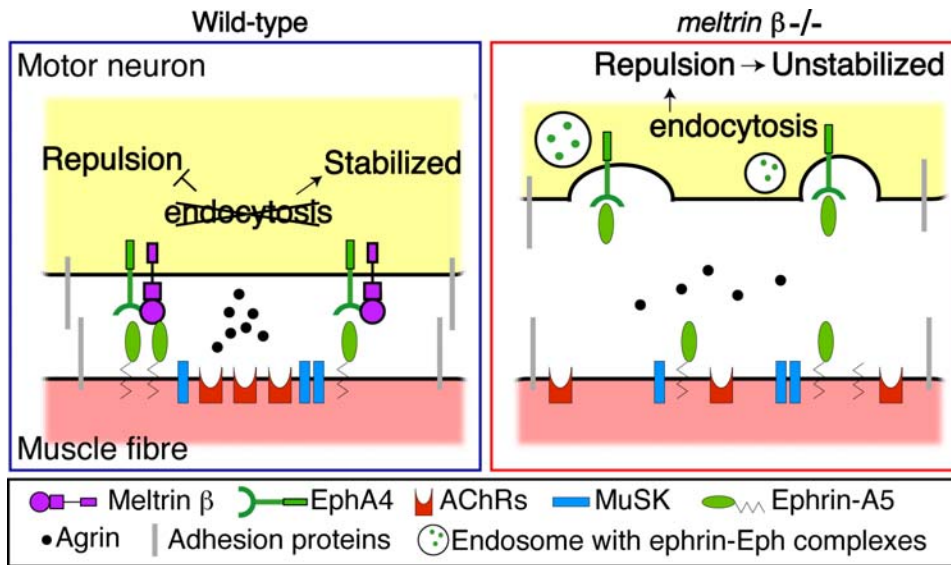 Wild-type
meltrin β-/-
Motor neuron
Repulsion
Stabilized
endocytosis
Muscle fibre
Repulsion → Unstabilized
endocytosis
Meltrin β
EphA4
AChRs
MuSK
Ephrin-A5
Agrin
Adhesion proteins
Endosome with ephrin-Eph complexes